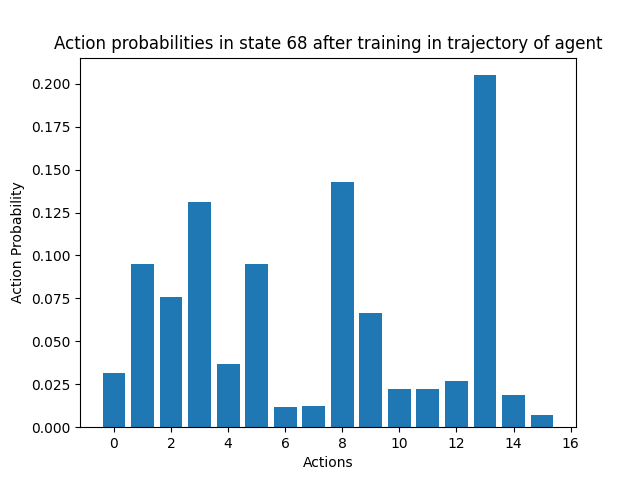 Action probabilities in state 68 after training in trajectory of agent
0.200
0.175
0.150
0.125
0.100
0.075
0.050
0.025
0.000
Action Probability
0 2 4 6 8 10 12 14 16
Actions